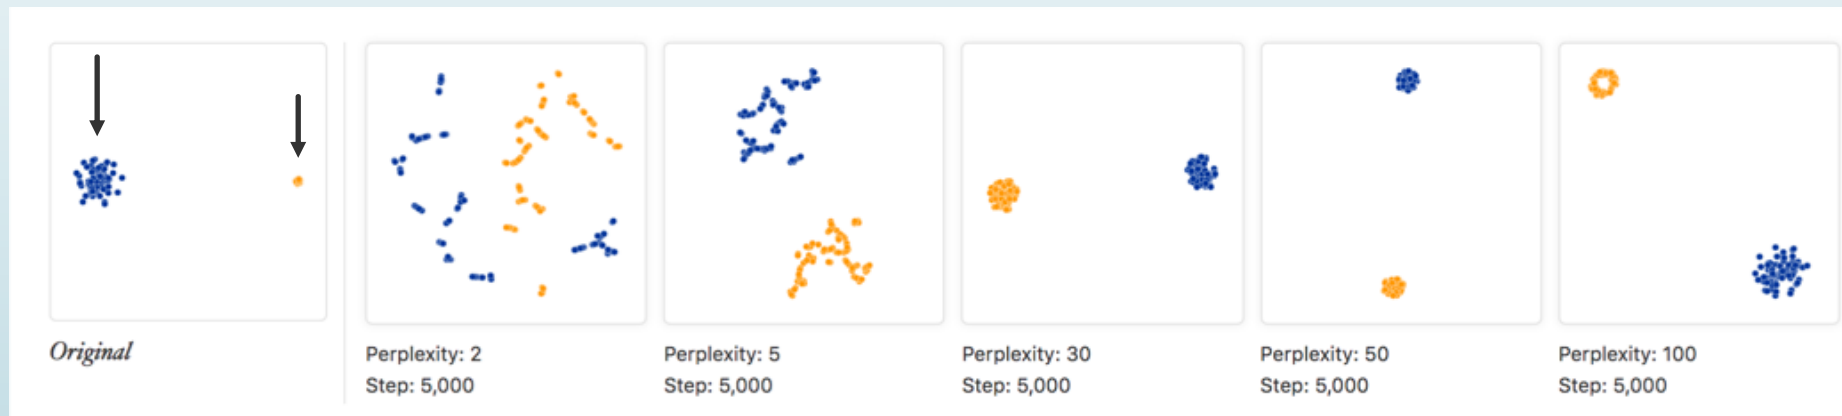 Original
Perplexity: 2
Step: 5,000
Perplexity: 5
Step: 5,000
Perplexity: 30
Step: 5,000
Perplexity: 50
Step: 5,000
Perplexity: 100
Step: 5,000